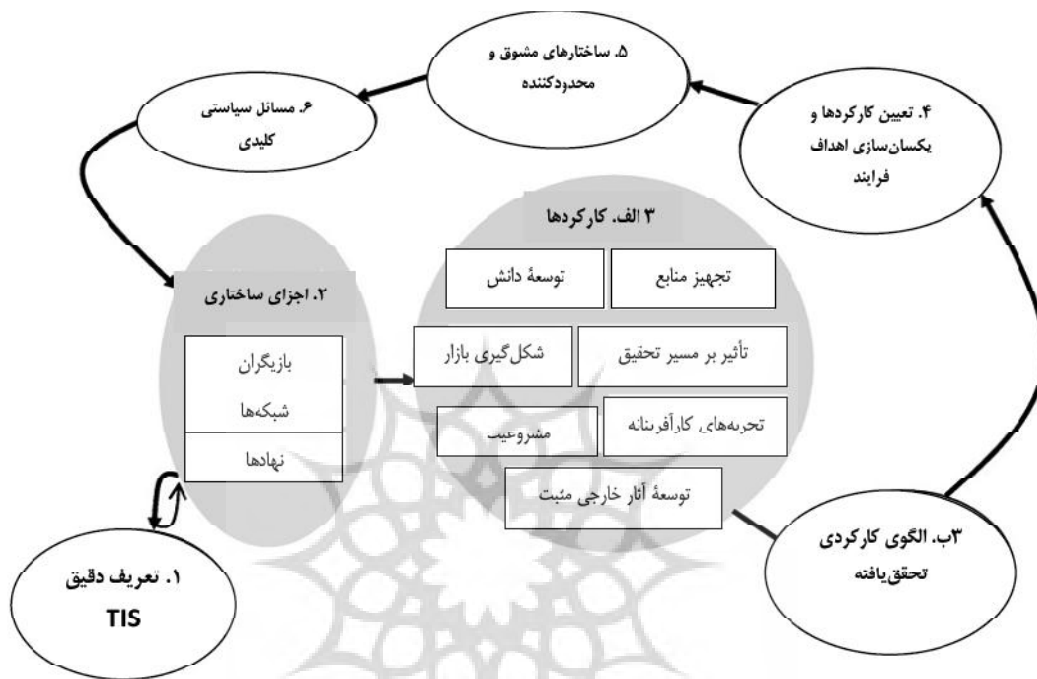 ۵. ساختارهای مشوق و
محدودکننده
۶. مسائل سیاستی
کلیدی
۴. تعیین کارکردها و
یکسان‌سازی اهداف
فرایند
۳ الف. کارکردها
تجهیز منابع
توسعهٔ دانش
تأثیر بر مسیر تحقیق
شکل‌گیری بازار
تجربه‌های کارآفرینانه
مشروعیت
توسعهٔ آثار خارجی مثبت
۲. اجزای ساختاری
بازیگران
شبکه‌ها
نهادها
۳ب. الگوی کارکردی
تحقق‌یافته
۱. تعریف دقیق
TIS